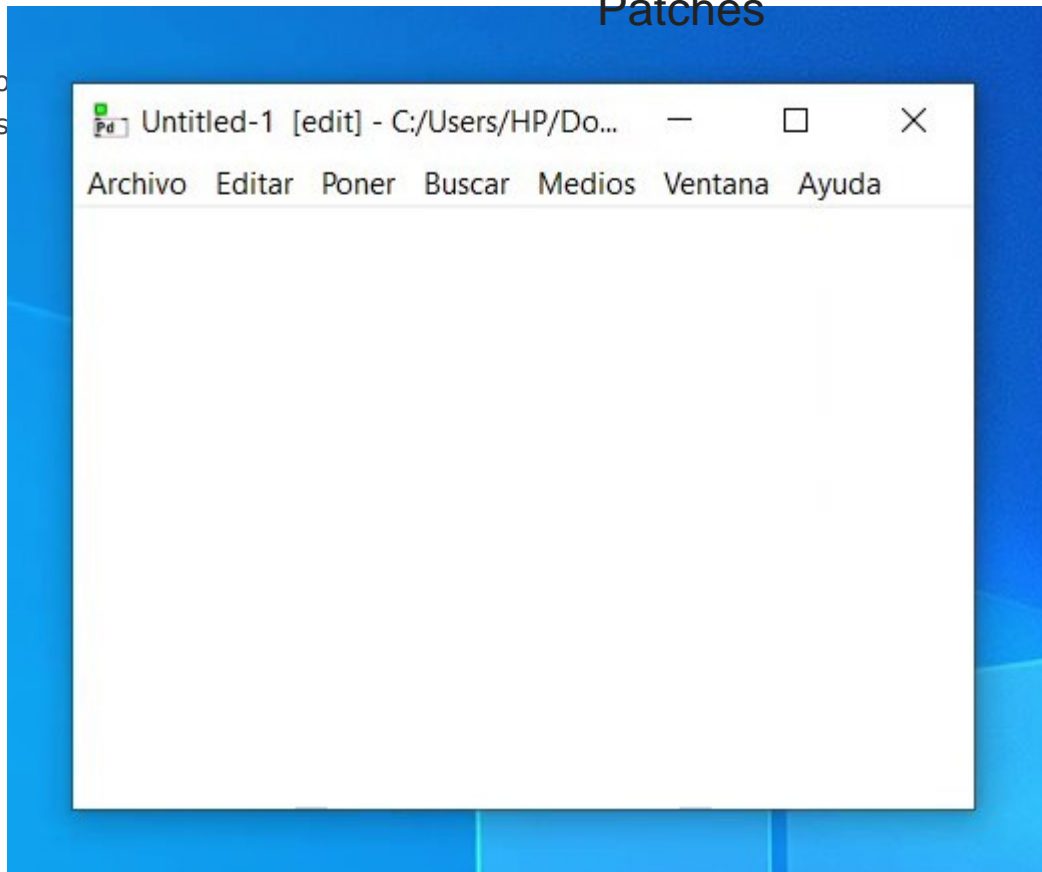 Patches
Untitled-1 [edit] - C:/Users/HP/Do...
Archivo Editar Poner Buscar Medios Ventana Ayuda